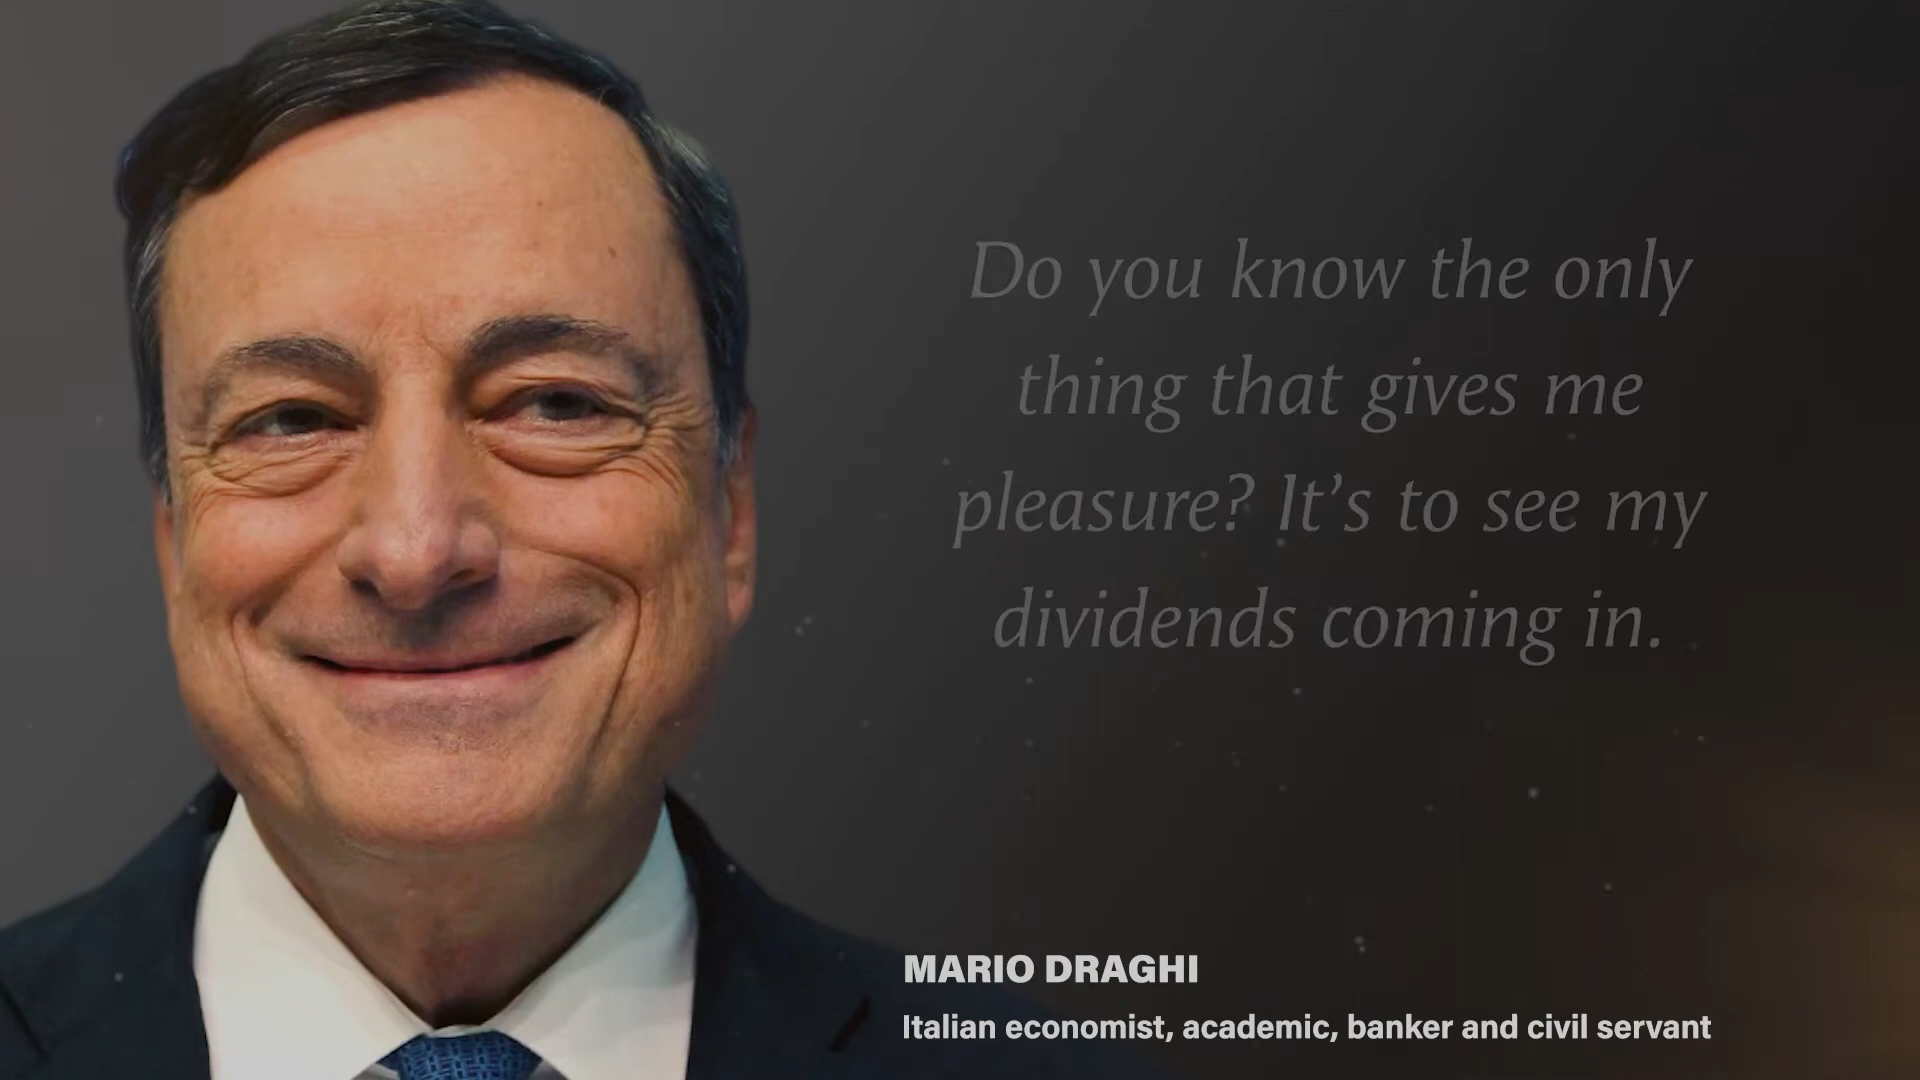 Do you know the only
thing that gives me
pleasure? It’s to see my
dividends coming in.
MARIO DRAGHI
Italian economist, academic, banker and civil servant